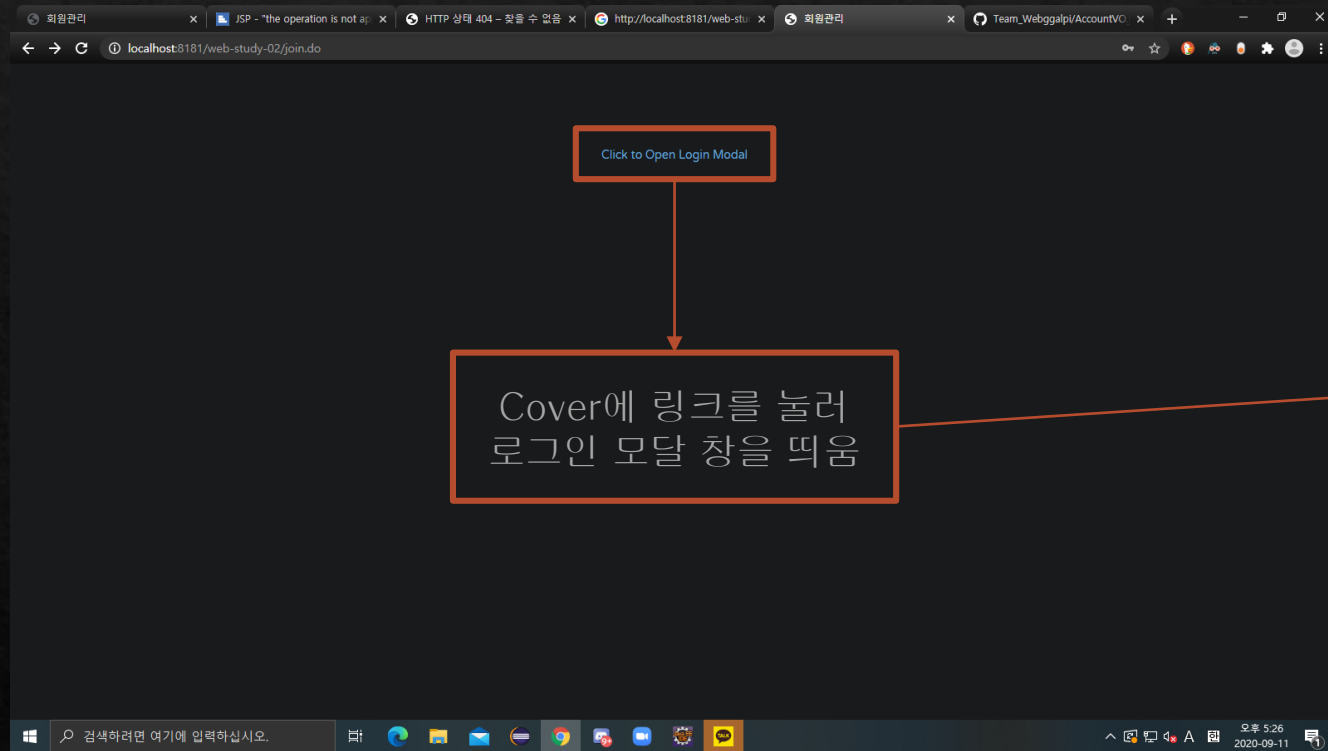 회원관리
JSP - "the operation is not ap
HTTP 상태 404 – 찾을 수 없음
http://localhost:8181/web-stu
회원관리
Team_Webggalpi/AccountVO.j
localhost:8181/web-study-02/join.do
Click to Open Login Modal
Cover에 링크를 눌러
로그인 모달 창을 띄움
검색하려면 여기에 입력하십시오.
TALK
9+
A
오후 5:26
2020-09-11
1